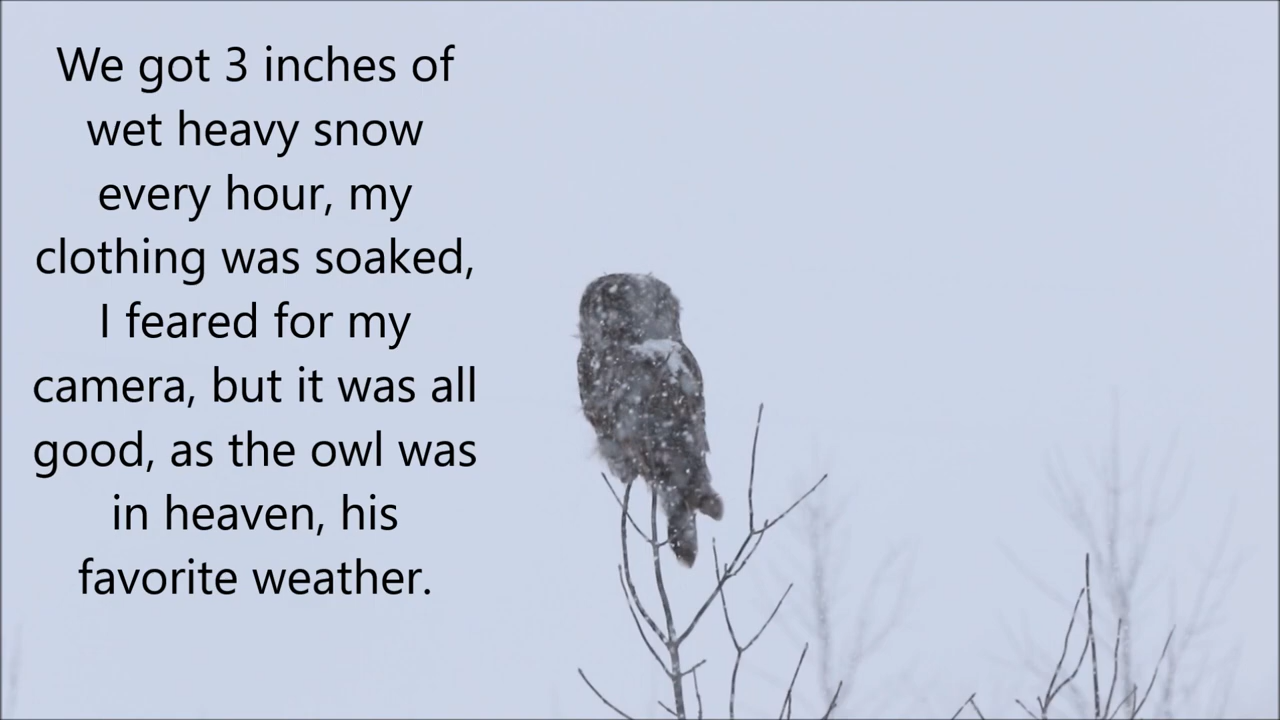 We got 3 inches of
wet heavy snow
every hour, my
clothing was soaked,
I feared for my
camera, but it was all
good, as the owl was
in heaven, his
favorite weather.